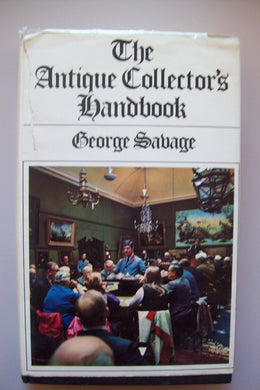 The
Antique Collector's
Handbook
George Savage